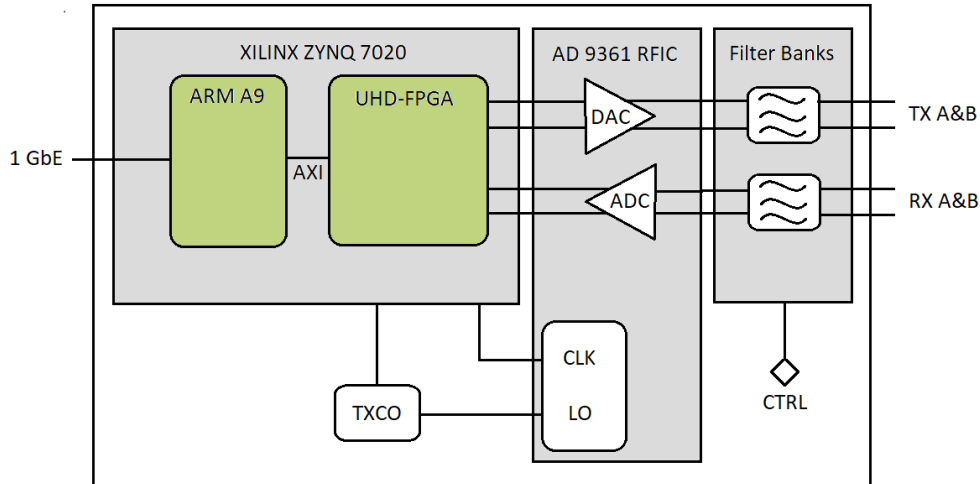 XILINX ZYNQ 7020
AD 9361 RFIC
Filter Banks
ARM A9
UHD-FPGA
DAC
TX A&B
1 GbE
AXI
ADC
RX A&B
CLK
TXCO
LO
CTRL